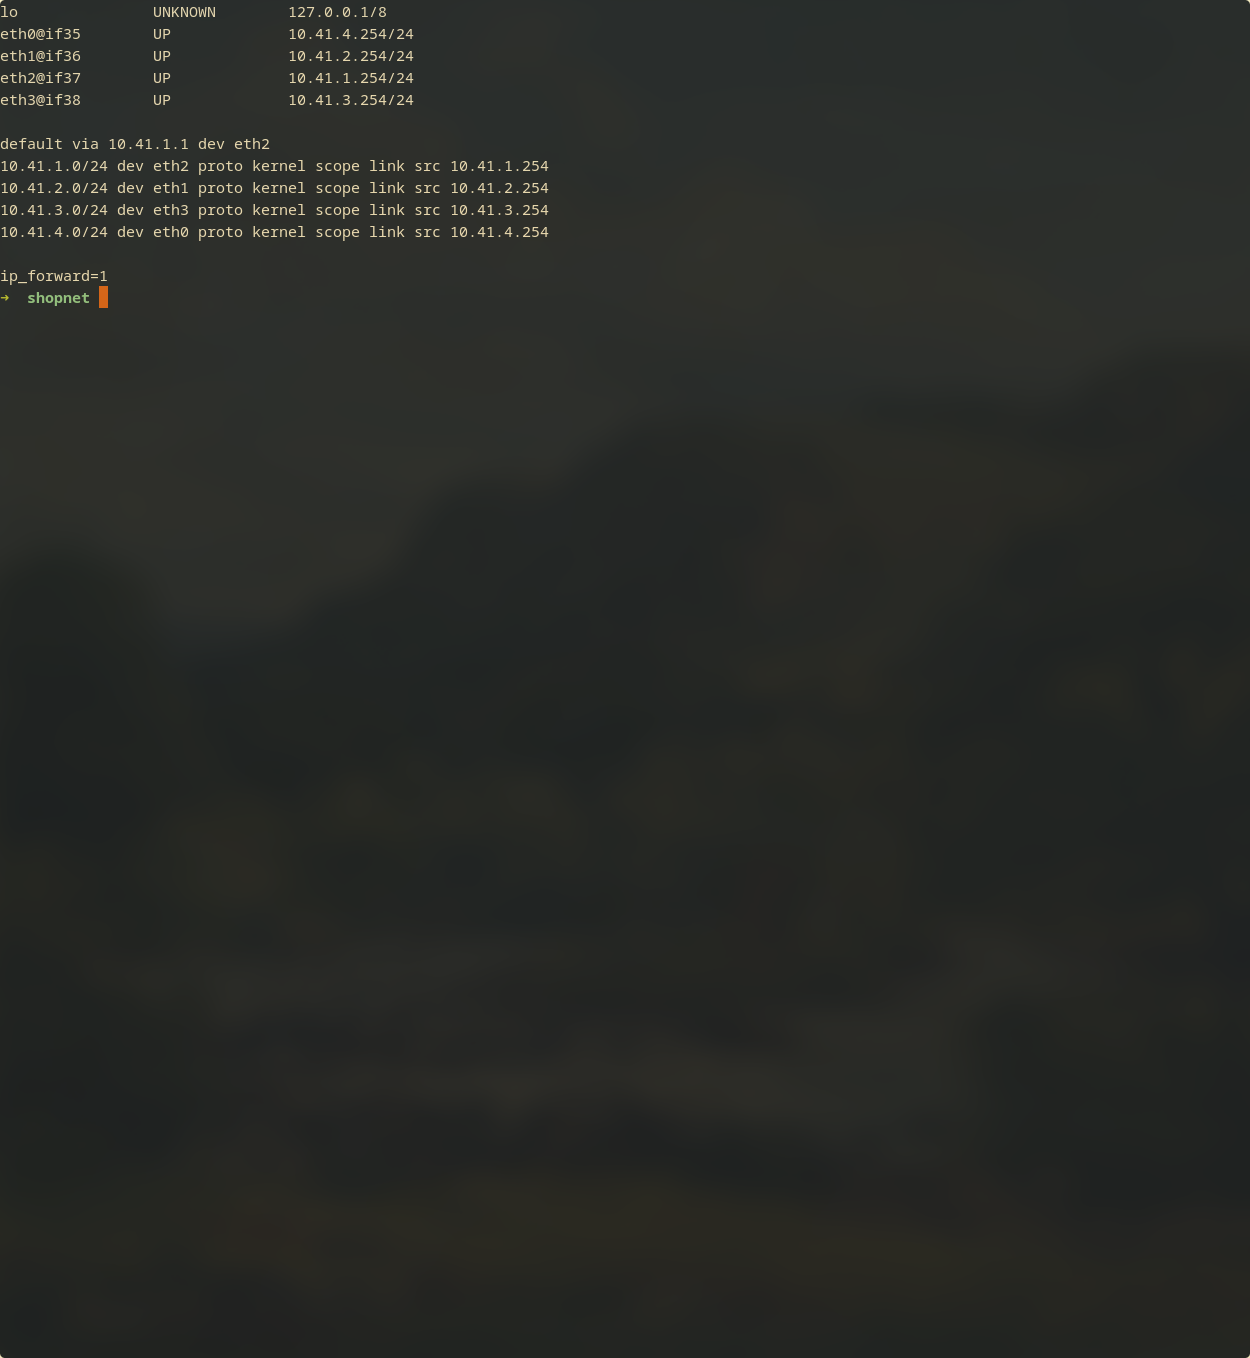 lo               UNKNOWN        127.0.0.1/8
eth0@if35        UP             10.41.4.254/24
eth1@if36        UP             10.41.2.254/24
eth2@if37        UP             10.41.1.254/24
eth3@if38        UP             10.41.3.254/24

default via 10.41.1.1 dev eth2
10.41.1.0/24 dev eth2 proto kernel scope link src 10.41.1.254
10.41.2.0/24 dev eth1 proto kernel scope link src 10.41.2.254
10.41.3.0/24 dev eth3 proto kernel scope link src 10.41.3.254
10.41.4.0/24 dev eth0 proto kernel scope link src 10.41.4.254

ip_forward=1
➜  shopnet